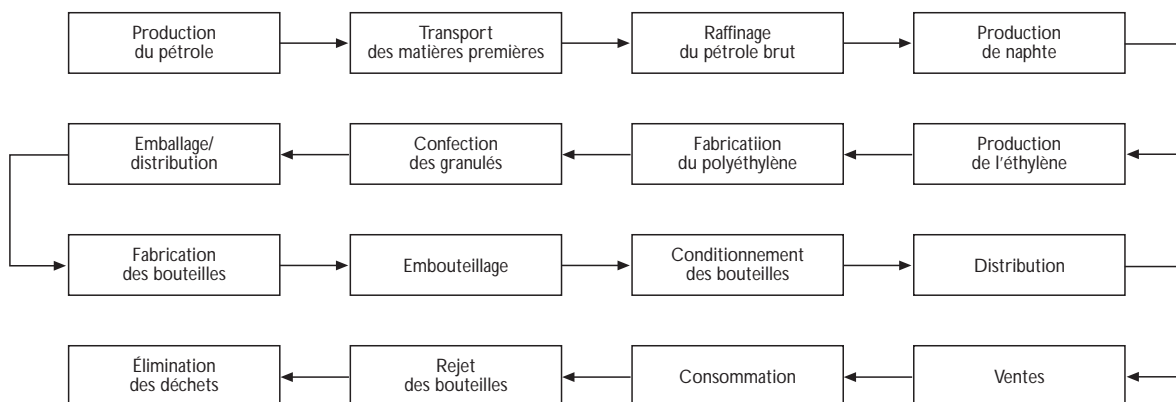 Production
du pétrole
Transport
des matières premières
Raffinage
du pétrole brut
Production
de naphte
Production
de l'éthylène
Fabricatiion
du polyéthylène
Confection
des granulés
Emballage/
distribution
Fabrication
des bouteilles
Embouteillage
Conditionnement
des bouteilles
Distribution
Ventes
Consommation
Rejet
des bouteilles
Élimination
des déchets